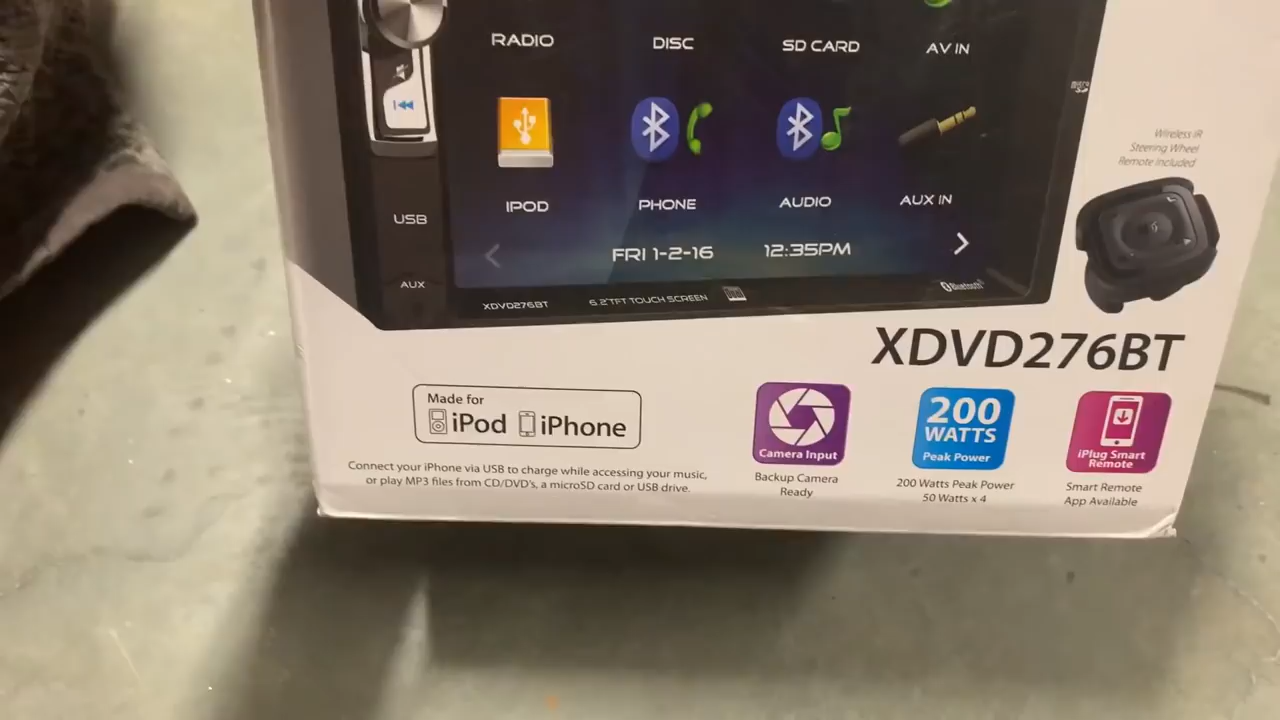 RADIO DISC SD CARD AV IN
micro SD
Wireless IR
Steering Wheel
Remote Included
IPOD PHONE AUDIO AUX IN
USB
FRI 1-2-16 12:35PM
AUX
XDVD276BT 6.2"TFT TOUCH SCREEN Bluetooth
XDVD276BT
Made for
iPod iPhone
Connect your iPhone via USB to charge while accessing your music,
or play MP3 files from CD/DVD's, a microSD card or USB drive.
Camera Input
Backup Camera
Ready
200
WATTS
Peak Power
200 Watts Peak Power
50 Watts x 4
iPlug Smart
Remote
Smart Remote
App Available